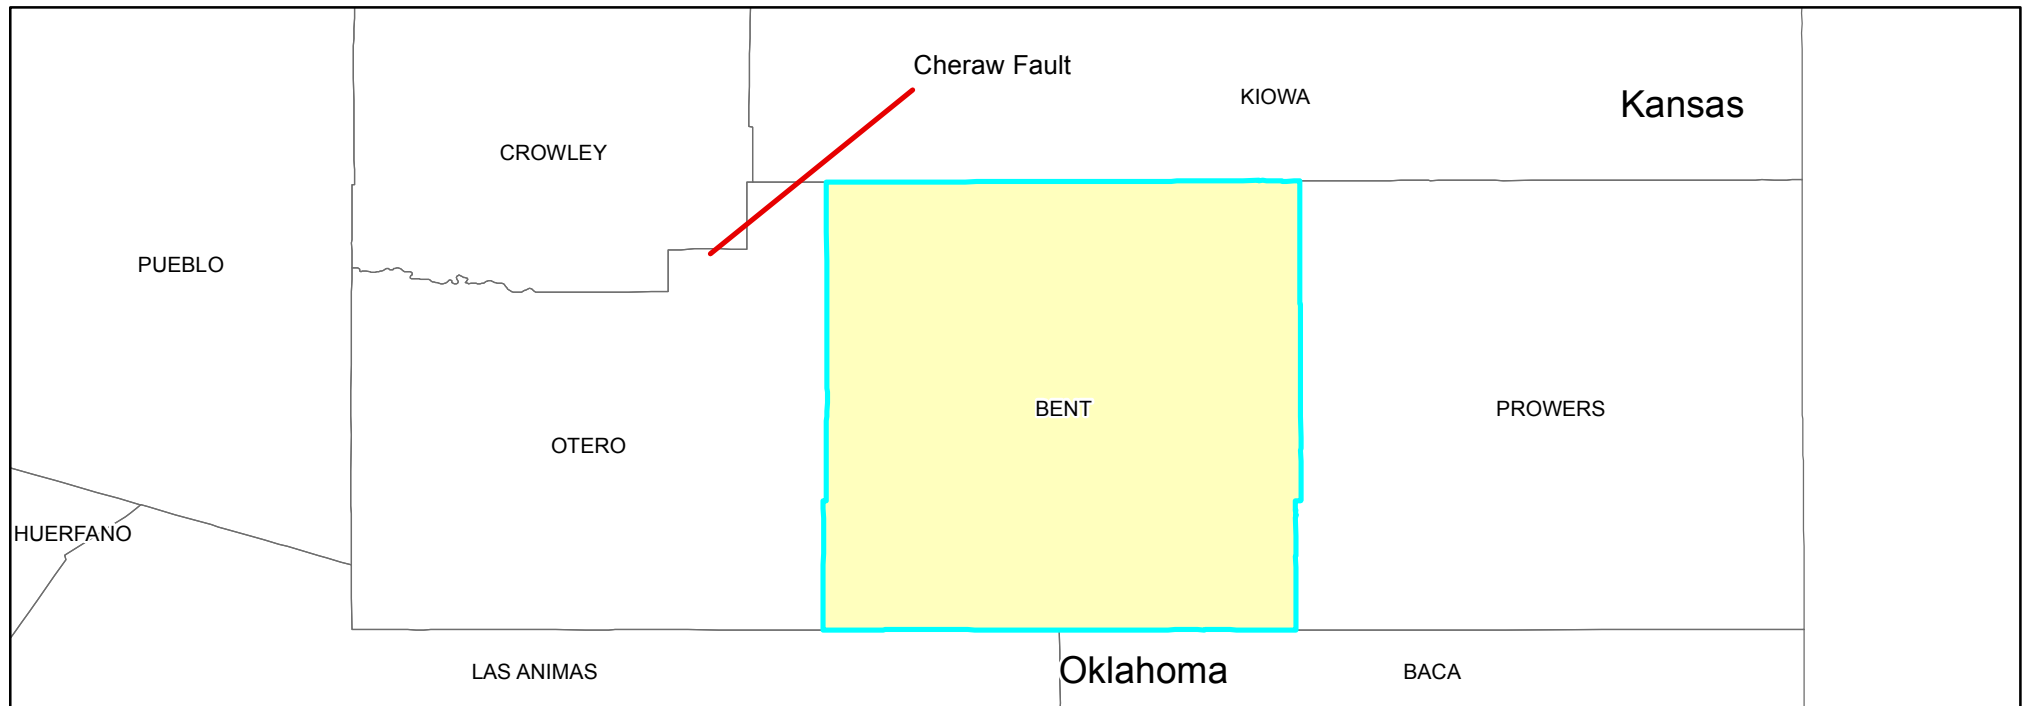 Cheraw Fault
KIOWA
Kansas
CROWLEY
PUEBLO
BENT
PROWERS
OTERO
HUERFANO
LAS ANIMAS
Oklahoma
BACA